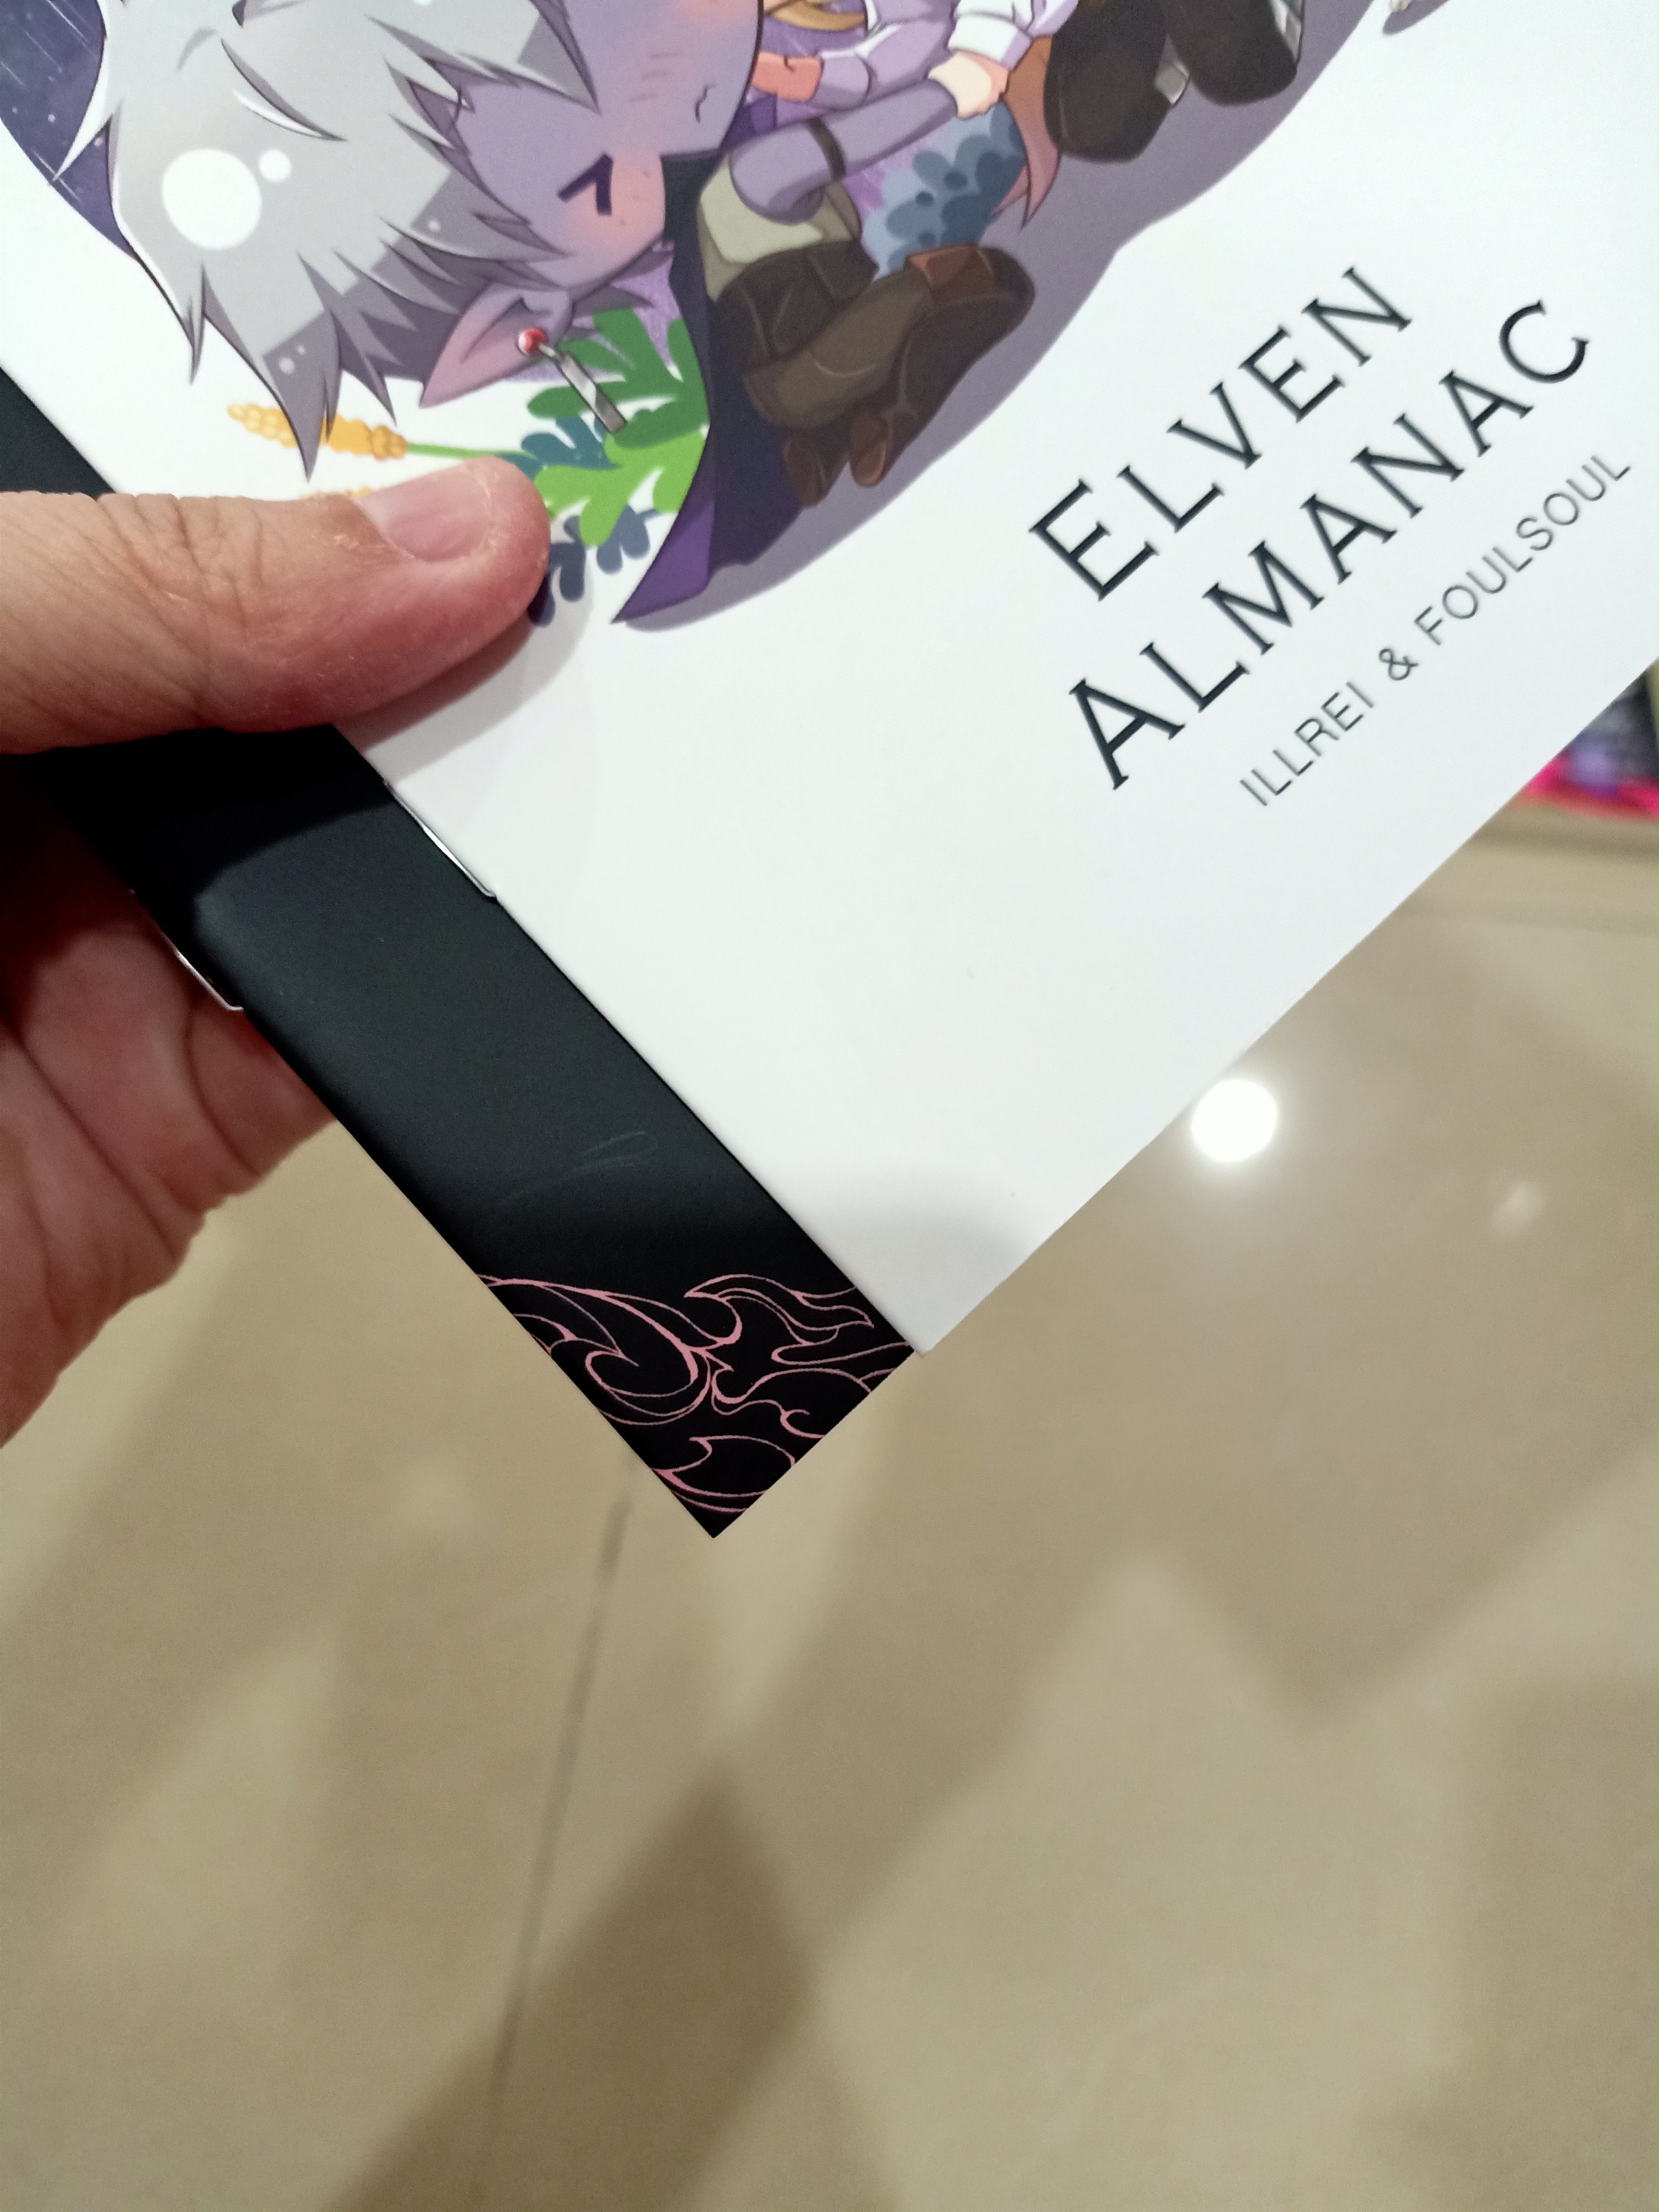 ELVEN
ALMANAC
ILLREI & FOULSOUL